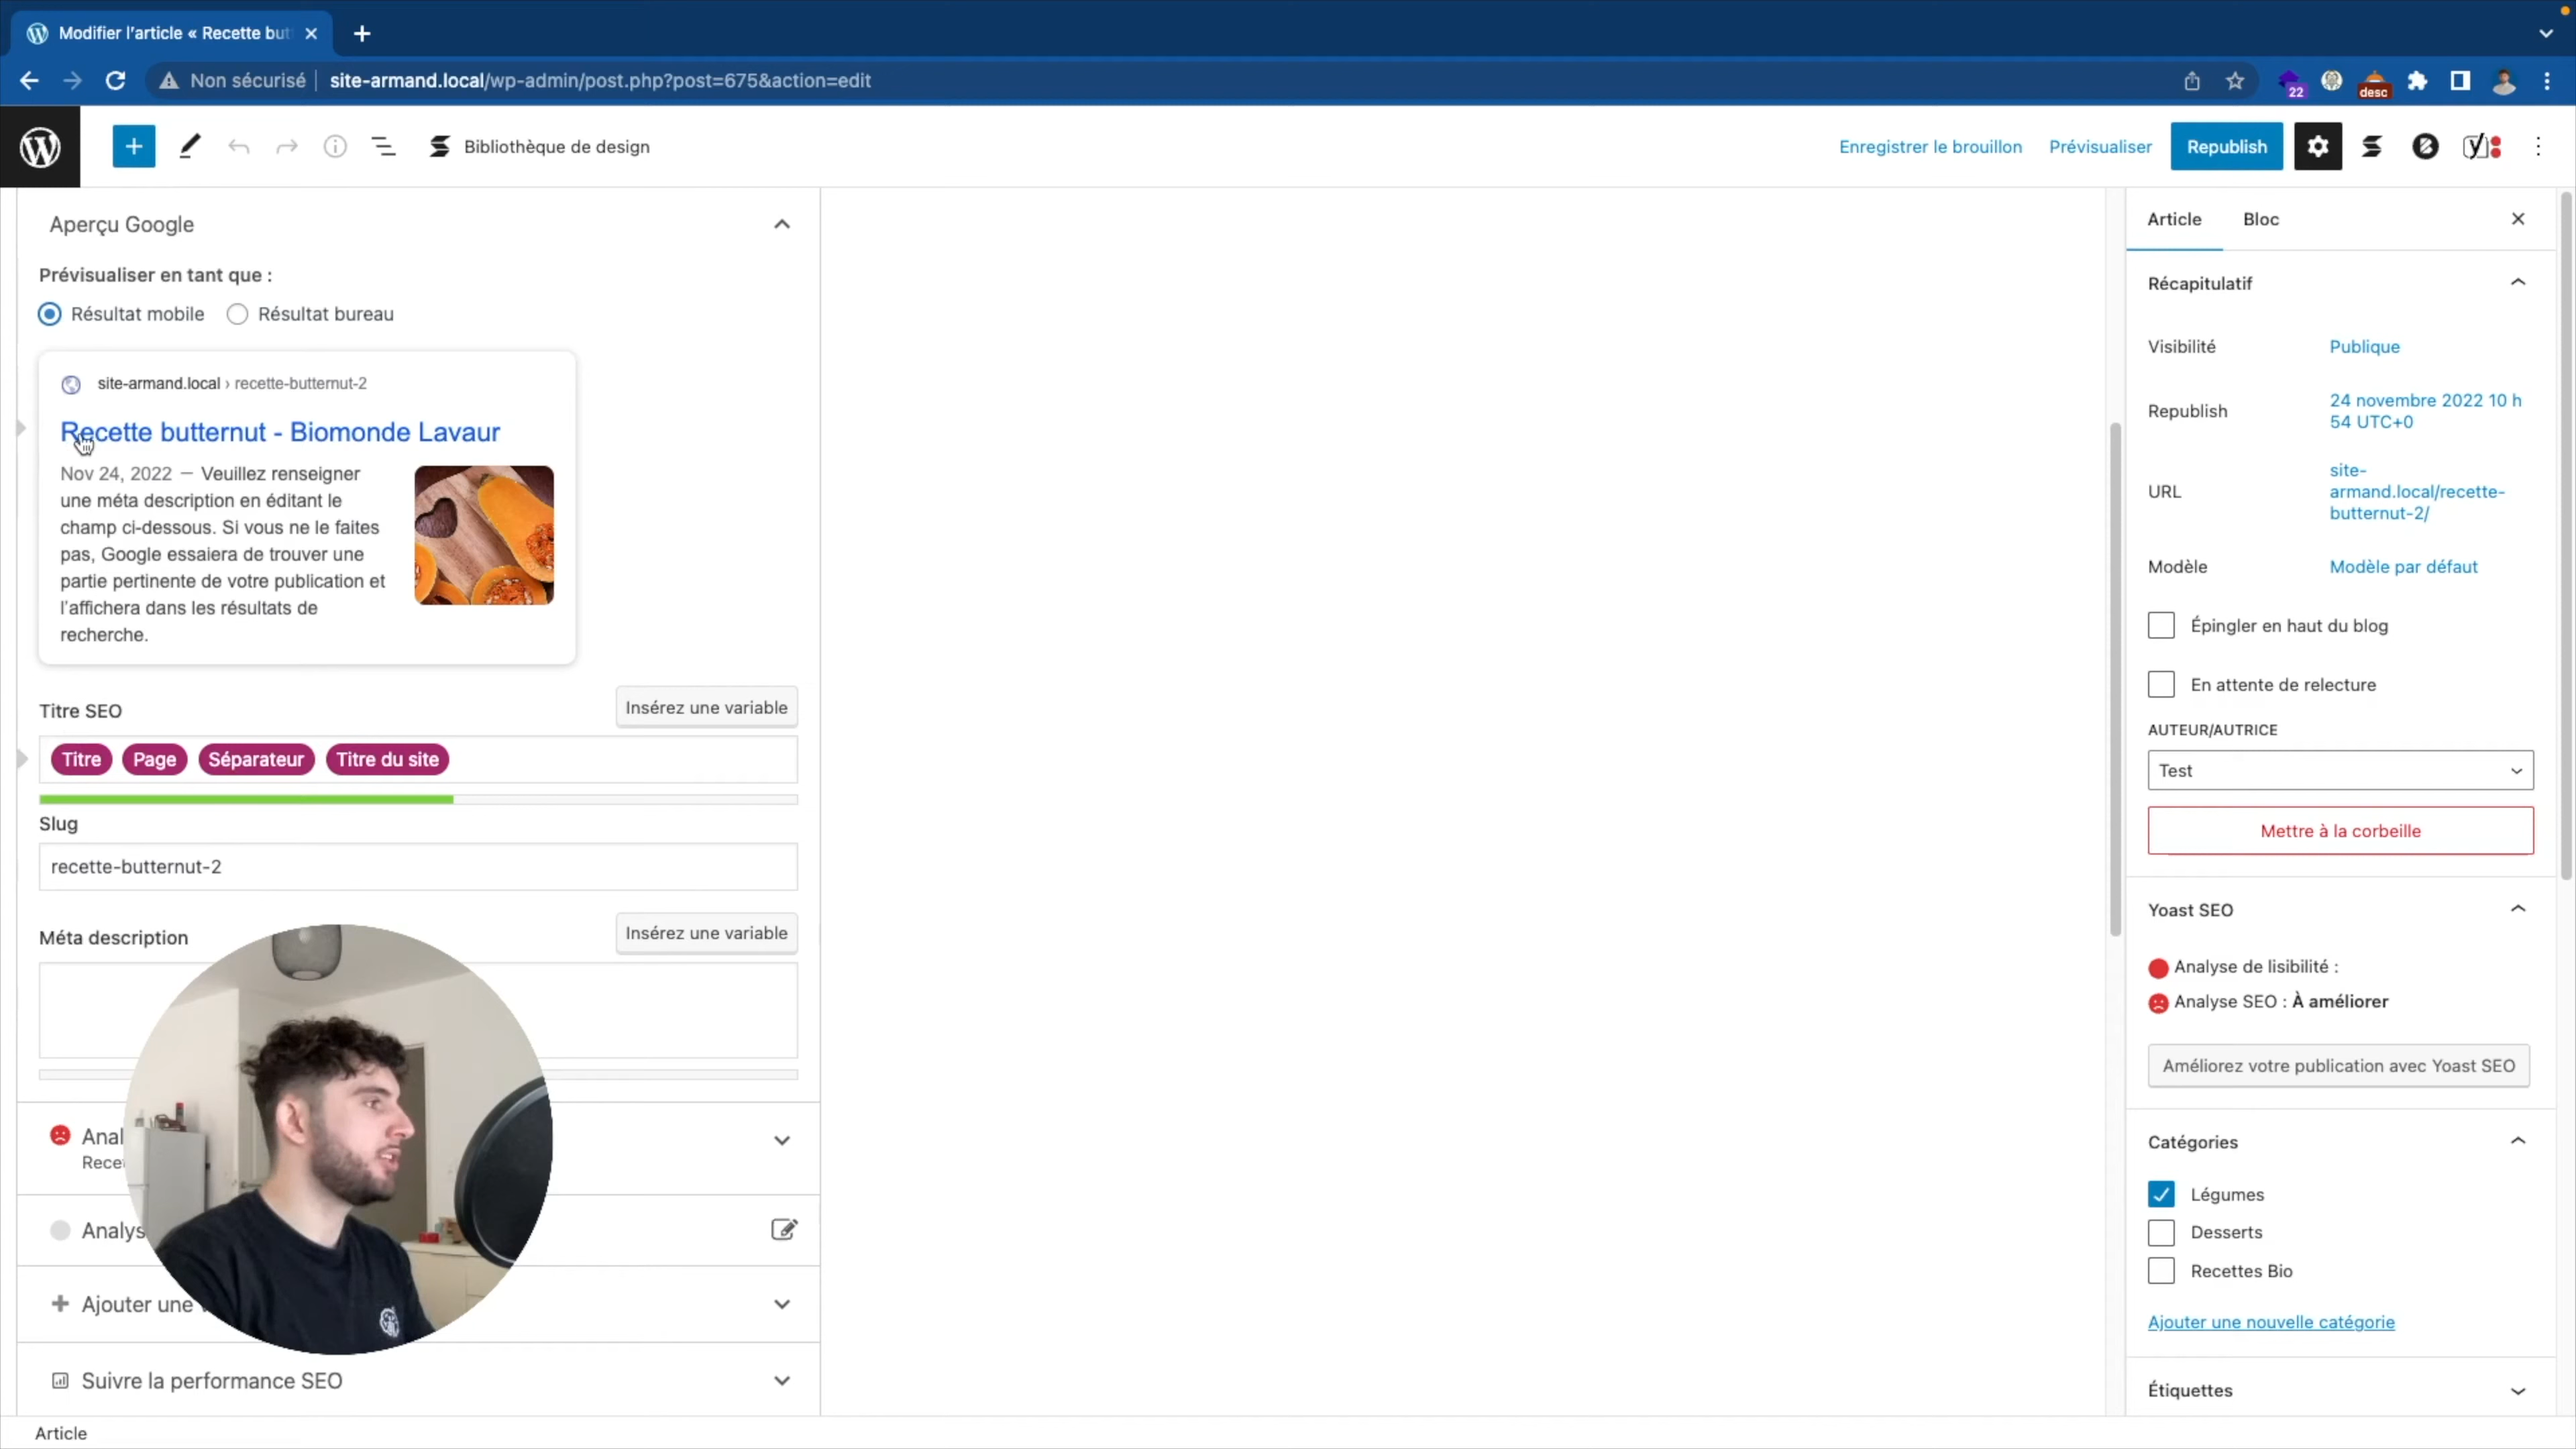 Modifier l'article « Recette but
Non sécurisé
site-armand.local/wp-admin/post.php?post=675&action=edit
22
desc
Bibliothèque de design
Enregistrer le brouillon
Prévisualiser
Republish
Aperçu Google
Prévisualiser en tant que :
Résultat mobile
Résultat bureau
site-armand.local › recette-butternut-2
Recette butternut - Biomonde Lavaur
Nov 24, 2022 － Veuillez renseigner
une méta description en éditant le
champ ci-dessous. Si vous ne le faites
pas, Google essaiera de trouver une
partie pertinente de votre publication et
l'affichera dans les résultats de
recherche.
Titre SEO
Insérez une variable
Titre
Page
Séparateur
Titre du site
Slug
recette-butternut-2
Méta description
Insérez une variable
Anal
Rece
Analys
Ajouter une
Suivre la performance SEO
Article
Article
Bloc
Récapitulatif
Visibilité
Publique
Republish
24 novembre 2022 10 h
54 UTC+0
URL
site-
armand.local/recette-
butternut-2/
Modèle
Modèle par défaut
Épingler en haut du blog
En attente de relecture
AUTEUR/AUTRICE
Test
Mettre à la corbeille
Yoast SEO
Analyse de lisibilité :
Analyse SEO : À améliorer
Améliorez votre publication avec Yoast SEO
Catégories
Légumes
Desserts
Recettes Bio
Ajouter une nouvelle catégorie
Étiquettes